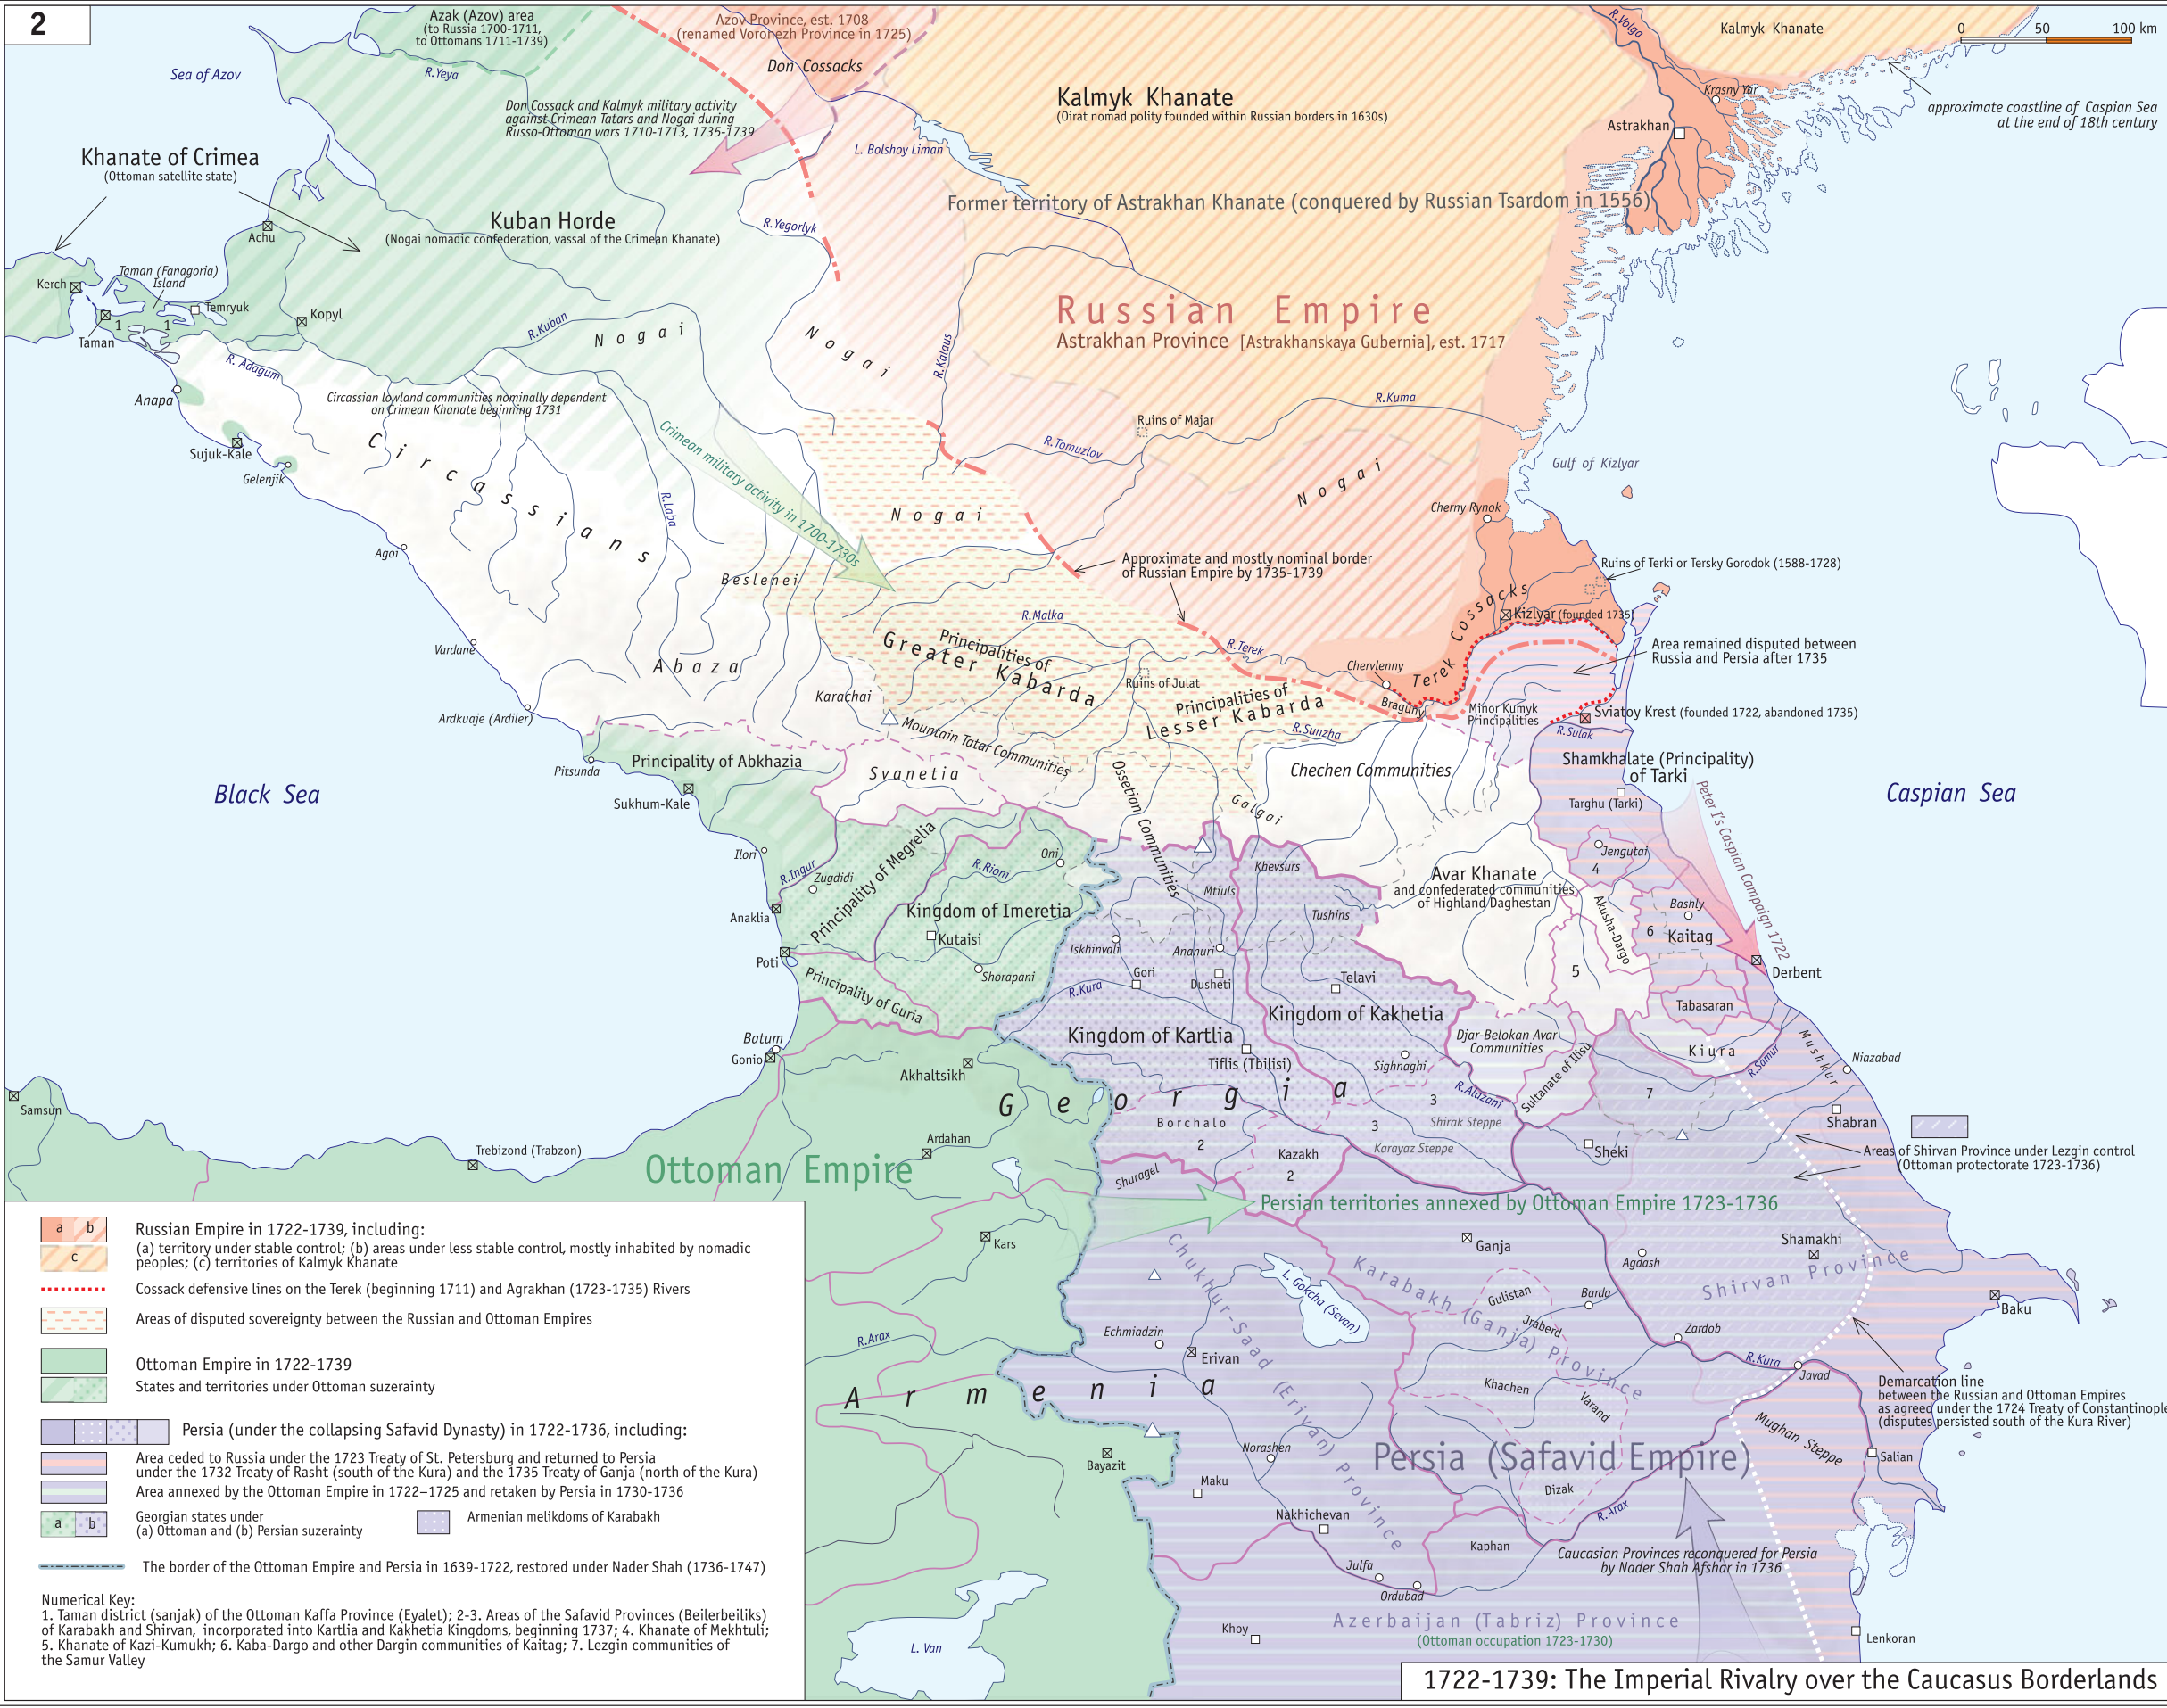 2
Azak (Azov) area
(to Russia 1700-1711,
to Ottomans 1711-1739)
Azov Province, est. 1708
(renamed Voronezh Province in 1725)
Don Cossacks
R.Volga
Kalmyk Khanate
0 50 100 km
Sea of Azov
R.Yeya
Don Cossack and Kalmyk military activity
against Crimean Tatars and Nogai during
Russo-Ottoman wars 1710-1713, 1735-1739
Kalmyk Khanate
(Oirat nomad polity founded within Russian borders in 1630s)
Krasny Yar
Astrakhan
approximate coastline of Caspian Sea
at the end of 18th century
L. Bolshoy Liman
Khanate of Crimea
(Ottoman satellite state)
Former territory of Astrakhan Khanate (conquered by Russian Tsardom in 1556)
Kuban Horde
(Nogai nomadic confederation, vassal of the Crimean Khanate)
R.Yegorlyk
Achu
Kerch
Taman (Fanagoria)
Island
Temryuk
Kopyl
1
1
Taman
R.Kuban
Nogai
Nogai
R.Kalaus
Russian Empire
Astrakhan Province [Astrakhanskaya Gubernia], est. 1717
R. Adagum
Anapa
Circassian lowland communities nominally dependent
on Crimean Khanate beginning 1731
R.Kuma
Ruins of Majar
R.Tomuzlov
Crimean military activity in 1700-1730s
Sujuk-Kale
Gelenjik
Circassians
R.Laba
Nogai
Nogai
Gulf of Kizlyar
Cherny Rynok
Agoi
Beslenei
Approximate and mostly nominal border
of Russian Empire by 1735-1739
Ruins of Terki or Tersky Gorodok (1588-1728)
Terek Cossacks
Kizlyar (founded 1735)
R.Malka
Vardane
Abaza
Principalities of
Greater Kabarda
R.Terek
Area remained disputed between
Russia and Persia after 1735
Karachai
Ruins of Julat
Chervlenny
Principalities of
Lesser Kabarda
Braguny
Minor Kumyk
Principalities
Sviatoy Krest (founded 1722, abandoned 1735)
Ardkuaje (Ardiler)
Mountain Tatar Communities
R.Sunzha
R.Sulak
Pitsunda
Principality of Abkhazia
Svanetia
Ossetian Communities
Galgai
Chechen Communities
Shamkhalate (Principality)
of Tarki
Targhu (Tarki)
Black Sea
Caspian Sea
Sukhum-Kale
Peter I's Caspian Campaign 1722
Ilori
R.Ingur
Zugdidi
Principality of Megrelia
Oni
R.Rioni
Khevsurs
Mtiuls
Jengutai
4
Avar Khanate
and confederated communities
of Highland Daghestan
Akusha-Dargo
Bashly
6
Kaitag
Anaklia
Kingdom of Imeretia
Kutaisi
Tushins
Tskhinvali
Ananuri
Poti
Shorapani
Gori
Dusheti
Telavi
5
Derbent
Principality of Guria
R.Kura
Kingdom of Kartlia
Kingdom of Kakhetia
Tabasaran
Djar-Belokan Avar
Communities
Batum
Gonio
Akhaltsikh
Tiflis (Tbilisi)
Sighnaghi
Sultanate of Ilisu
Kiura
R.Samur
Mushkur
Niazabad
R.Alazani
7
Samsun
Georgia
Borchalo
2
3
3
Shirak Steppe
Karayaz Steppe
Shabran
Trebizond (Trabzon)
Ardahan
Sheki
Areas of Shirvan Province under Lezgin control
(Ottoman protectorate 1723-1736)
Ottoman Empire
Shuragel
Kazakh
2
Persian territories annexed by Ottoman Empire 1723-1736
Kars
Ganja
Shamakhi
Agdash
Shirvan Province
Chukhur-Saad (Erivan) Province
L. Gokcha (Sevan)
Karabakh (Ganja) Province
Gulistan
Barda
Jraberd
Zardob
Baku
R.Arax
Echmiadzin
Erivan
R.Kura
Javad
Demarcation line
between the Russian and Ottoman Empires
as agreed under the 1724 Treaty of Constantinople
(disputes persisted south of the Kura River)
Armenia
Khachen
Varand
Mughan Steppe
Salian
Bayazit
Norashen
Persia (Safavid Empire)
Maku
Dizak
R.Arax
Nakhichevan
Kaphan
Julfa
Ordubad
Caucasian Provinces reconquered for Persia
by Nader Shah Afshar in 1736
Khoy
Azerbaijan (Tabriz) Province
(Ottoman occupation 1723-1730)
Lenkoran
L. Van
a b
c
Russian Empire in 1722-1739, including:
(a) territory under stable control; (b) areas under less stable control, mostly inhabited by nomadic
peoples; (c) territories of Kalmyk Khanate
Cossack defensive lines on the Terek (beginning 1711) and Agrakhan (1723-1735) Rivers
Areas of disputed sovereignty between the Russian and Ottoman Empires
Ottoman Empire in 1722-1739
States and territories under Ottoman suzerainty
Persia (under the collapsing Safavid Dynasty) in 1722-1736, including:
Area ceded to Russia under the 1723 Treaty of St. Petersburg and returned to Persia
under the 1732 Treaty of Rasht (south of the Kura) and the 1735 Treaty of Ganja (north of the Kura)
Area annexed by the Ottoman Empire in 1722–1725 and retaken by Persia in 1730-1736
a b
Georgian states under
(a) Ottoman and (b) Persian suzerainty
Armenian melikdoms of Karabakh
The border of the Ottoman Empire and Persia in 1639-1722, restored under Nader Shah (1736-1747)
Numerical Key:
1. Taman district (sanjak) of the Ottoman Kaffa Province (Eyalet); 2-3. Areas of the Safavid Provinces (Beilerbeiliks)
of Karabakh and Shirvan, incorporated into Kartlia and Kakhetia Kingdoms, beginning 1737; 4. Khanate of Mekhtuli;
5. Khanate of Kazi-Kumukh; 6. Kaba-Dargo and other Dargin communities of Kaitag; 7. Lezgin communities of
the Samur Valley
1722-1739: The Imperial Rivalry over the Caucasus Borderlands